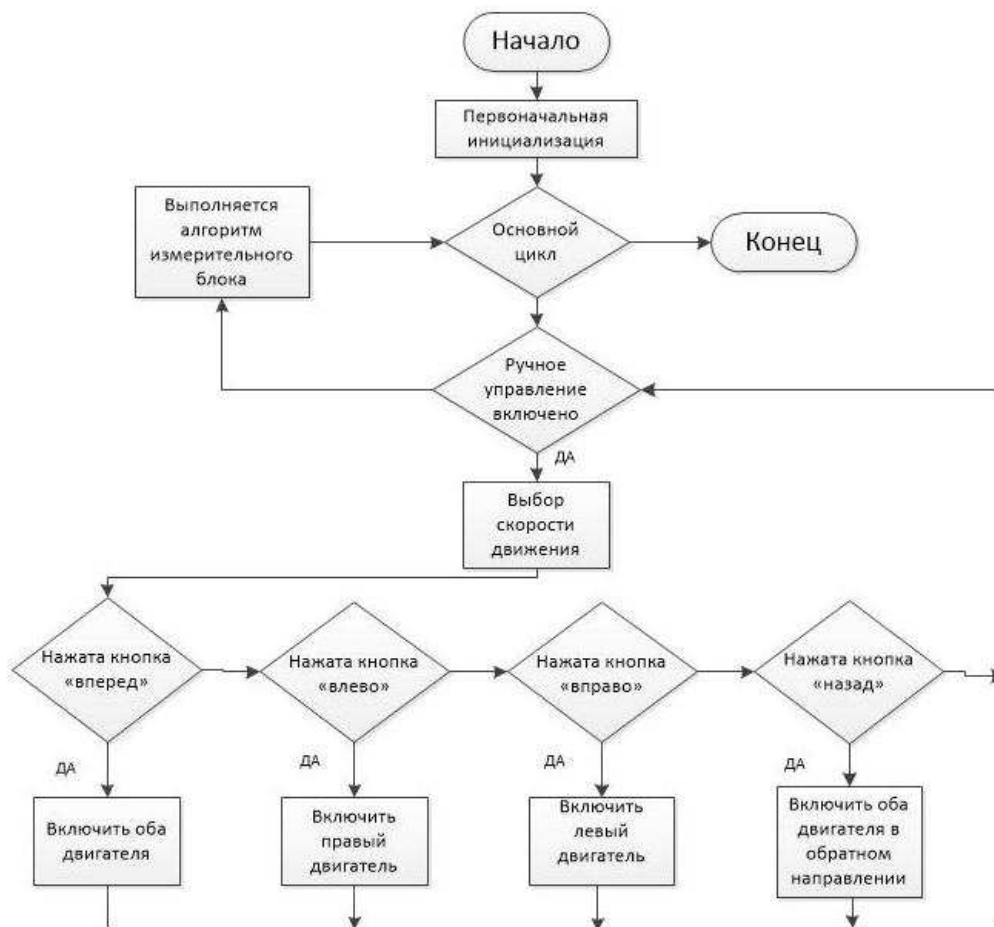 Начало
Первоначальная
инициализация
Выполняется
алгоритм
измерительного
блока
Основной
цикл
Конец
Ручное
управление
включено
ДА
Выбор
скорости
движения
Нажата кнопка
«вперед»
Нажата кнопка
«влево»
Нажата кнопка
«вправо»
Нажата кнопка
«назад»
ДА
ДА
ДА
ДА
Включить оба
двигателя
Включить
правый
двигатель
Включить
левый
двигатель
Включить оба
двигателя в
обратном
направлении